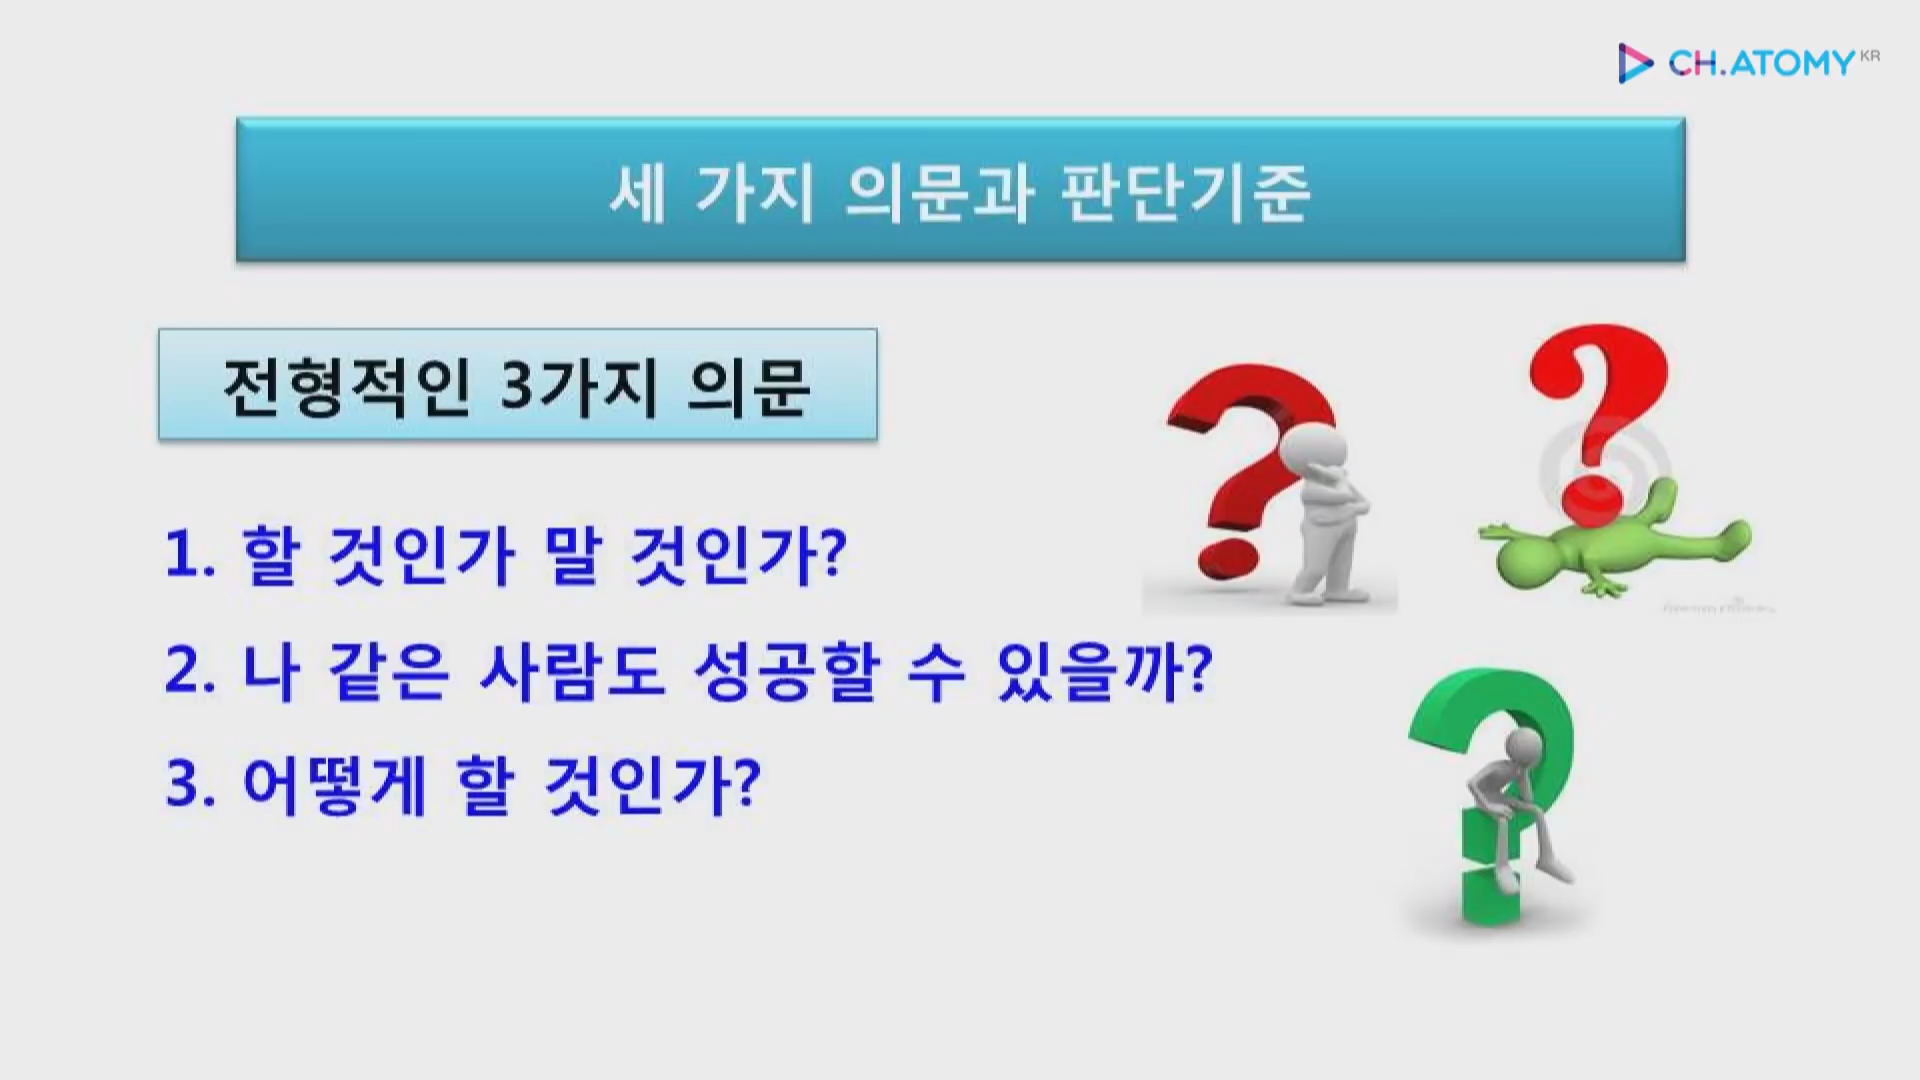 CH.ATOMY KR
세 가지 의문과 판단기준
전형적인 3가지 의문
1. 할 것인가 말 것인가?
2. 나 같은 사람도 성공할 수 있을까?
3. 어떻게 할 것인가?